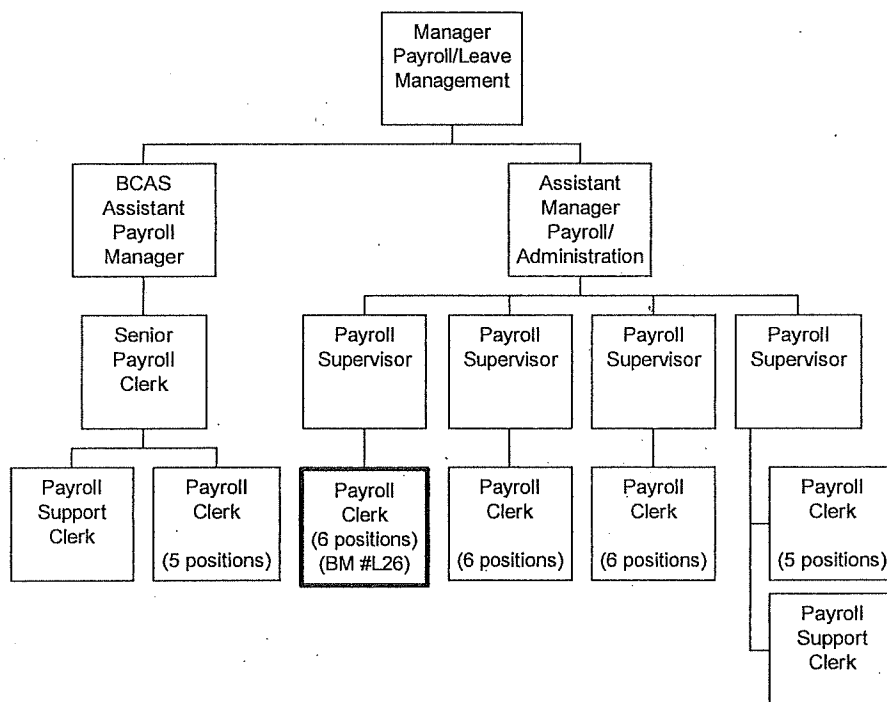 Manager
Payroll/Leave
Management
BCAS
Assistant
Payroll
Manager
Assistant
Manager
Payroll/
Administration
Senior
Payroll
Clerk
Payroll
Supervisor
Payroll
Supervisor
Payroll
Supervisor
Payroll
Supervisor
Payroll
Support
Clerk
Payroll
Clerk
(5 positions)
Payroll
Clerk
(6 positions)
(BM #L26)
Payroll
Clerk
(6 positions)
Payroll
Clerk
(6 positions)
Payroll
Clerk
(5 positions)
Payroll
Support
Clerk